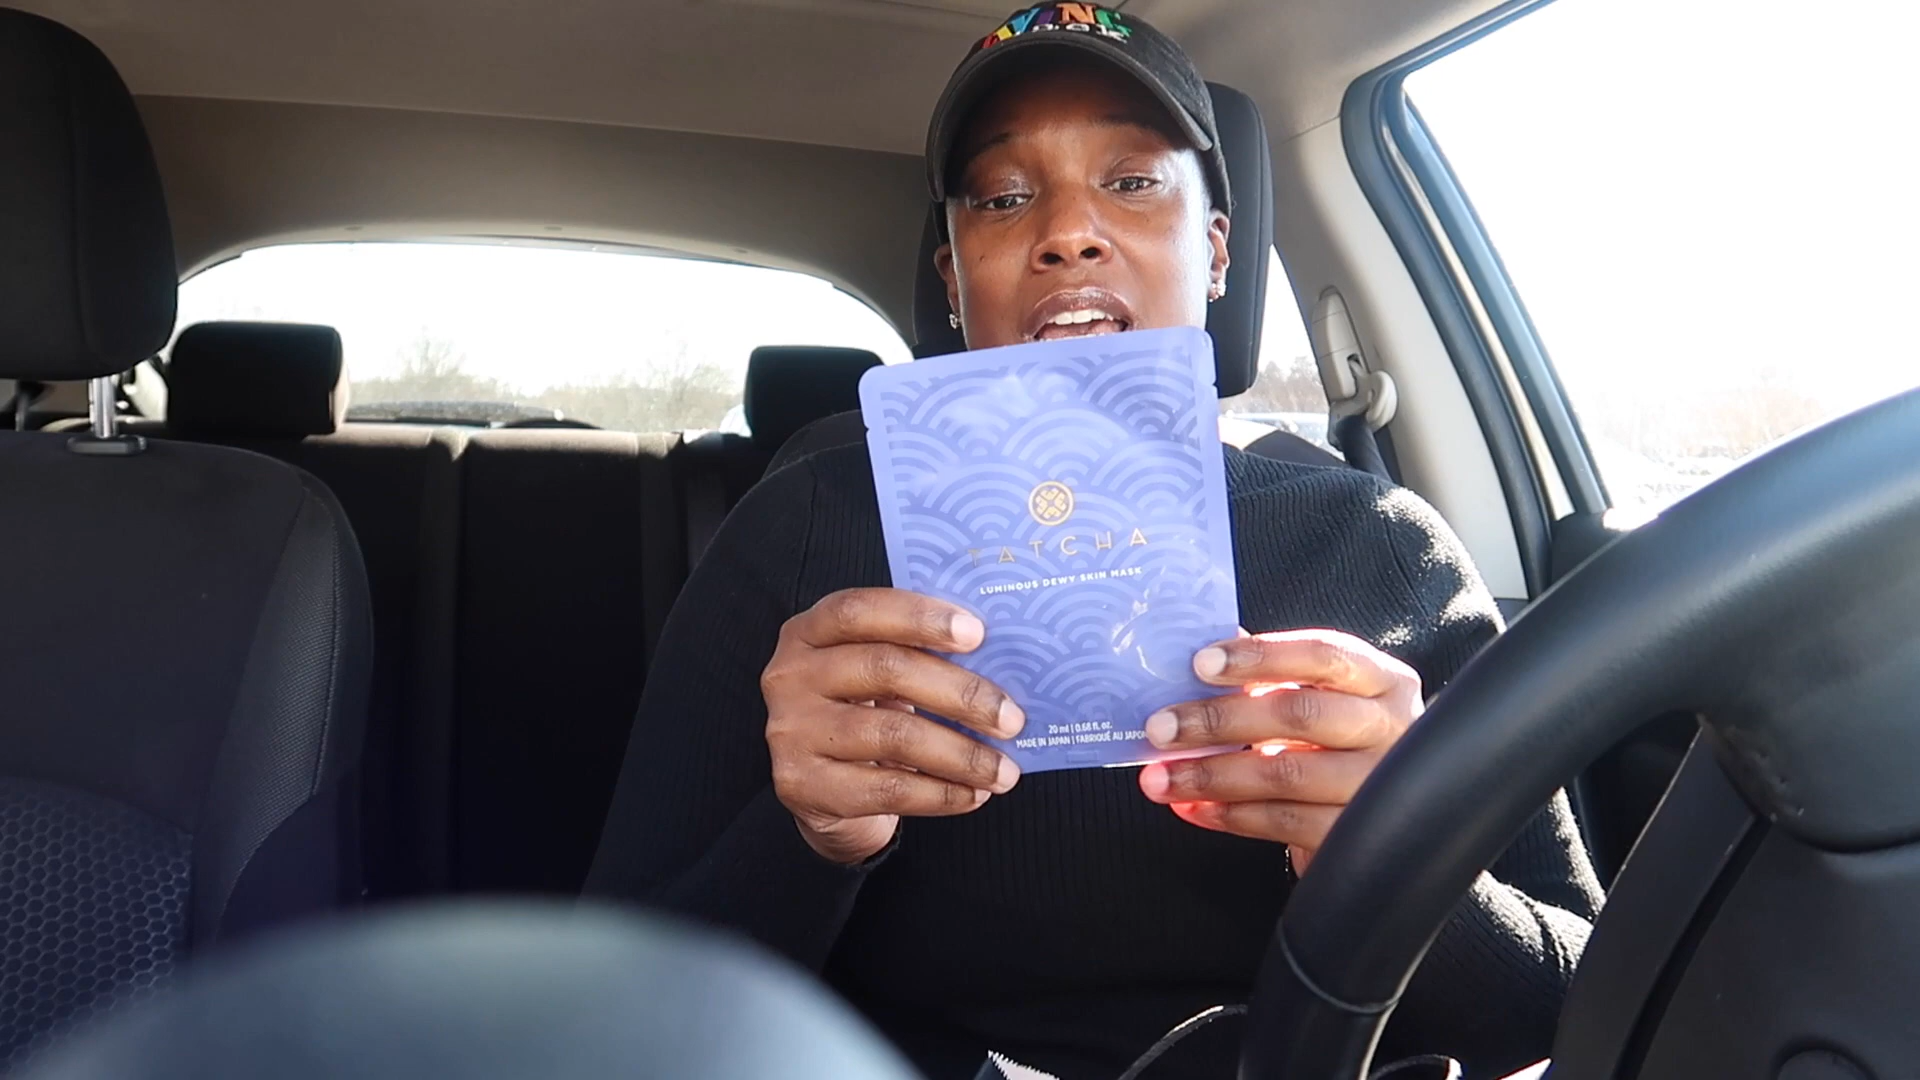 TATCHA
LUMINOUS DEWY SKIN MASK
20 ml | 0.68 fl. oz.
MADE IN JAPAN | FABRIQUÉ AU JAPON